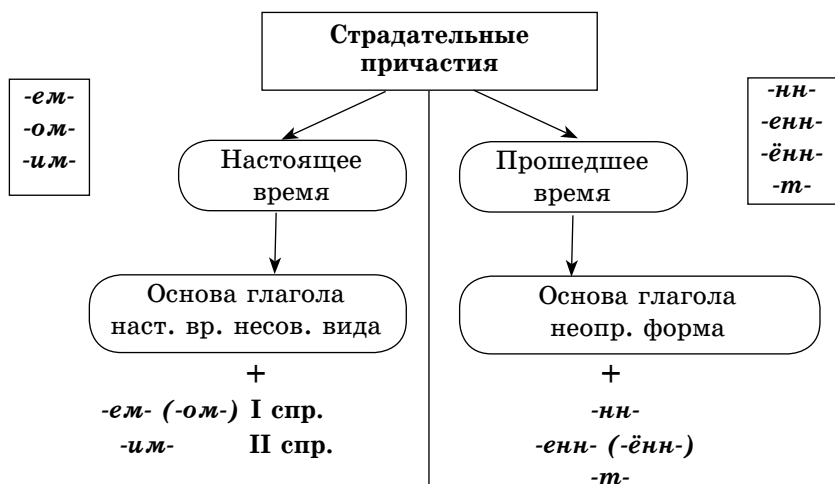 Страдательные
причастия
-ем-
-ом-
-им-
-нн-
-енн-
-ённ-
-т-
Настоящее
время
Прошедшее
время
Основа глагола
наст. вр. несов. вида
Основа глагола
неопр. форма
+
-ем- (-ом-) I спр.
-им- II спр.
+
-нн-
-енн- (-ённ-)
-т-